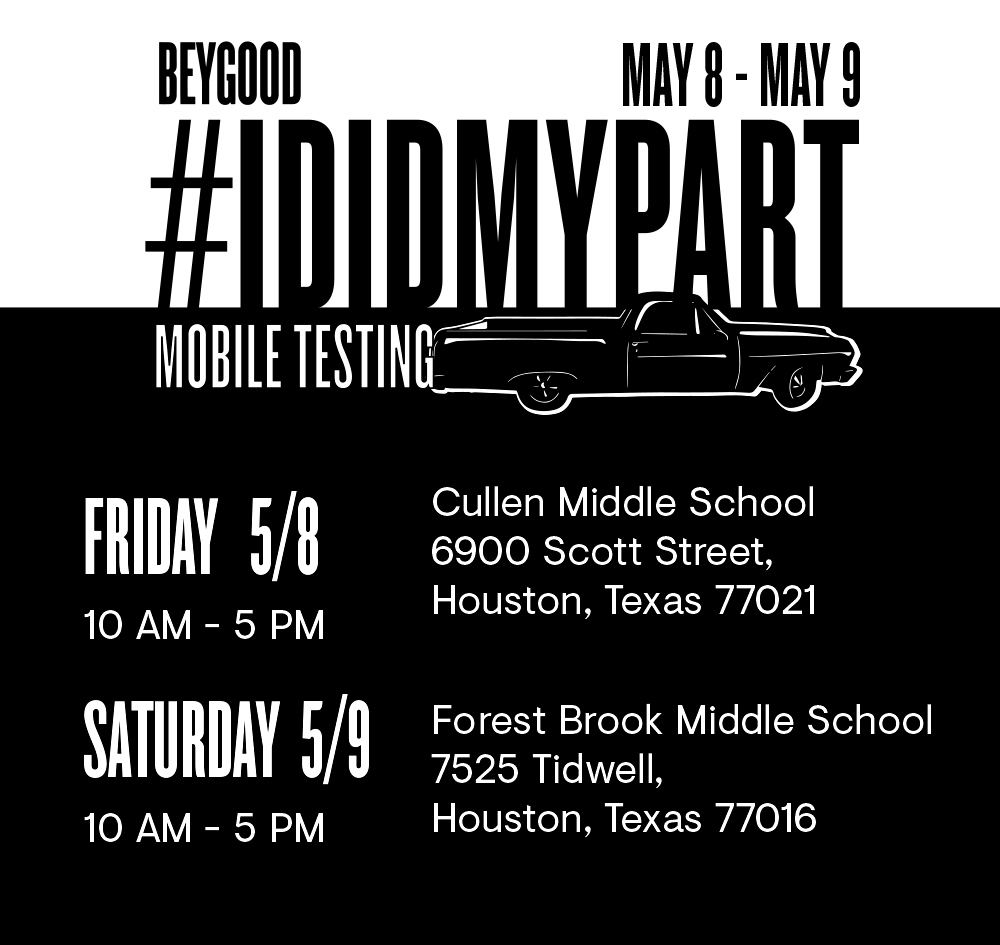 BEYGOOD
MAY 8 - MAY 9
#IDIDMYPART
MOBILE TESTING
FRIDAY 5/8
10 AM - 5 PM
Cullen Middle School
6900 Scott Street,
Houston, Texas 77021
SATURDAY 5/9
10 AM - 5 PM
Forest Brook Middle School
7525 Tidwell,
Houston, Texas 77016